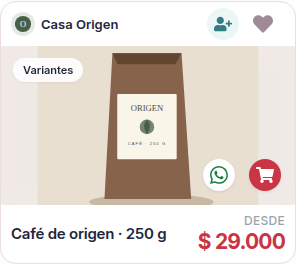 O
Casa Origen
Variantes
ORIGEN
CAFÉ · 250 G
DESDE
Café de origen · 250 g
$ 29.000